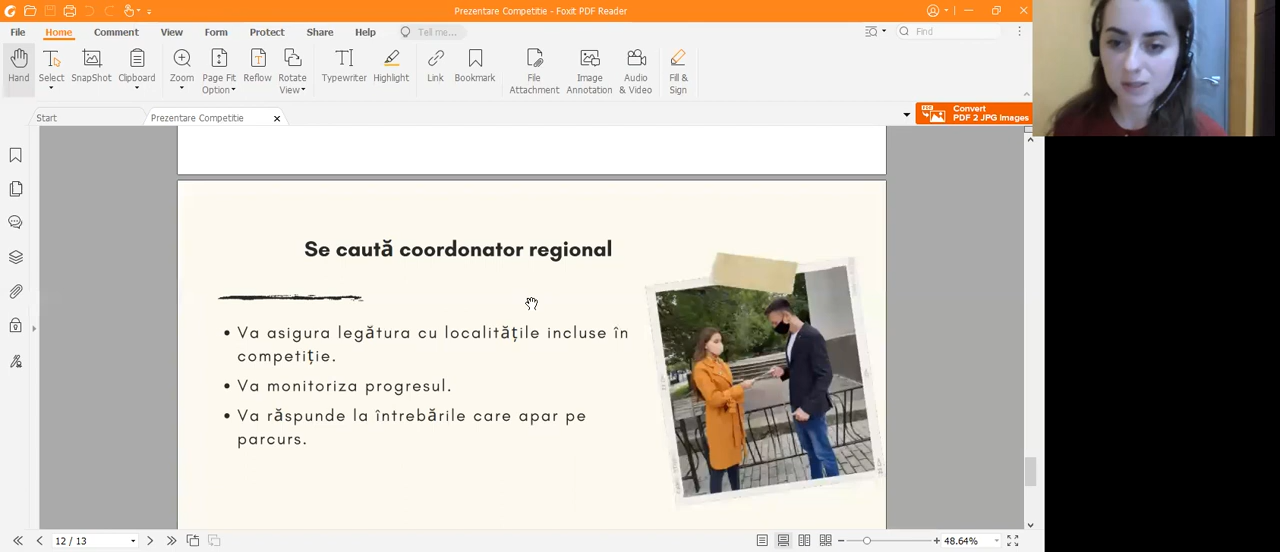 Prezentare Competitie - Foxit PDF Reader
File Home Comment View Form Protect Share Help Tell me... Find
Hand Select SnapShot Clipboard Zoom Page Fit Option Reflow Rotate View Typewriter Highlight Link Bookmark File Attachment Image Annotation Audio & Video Fill & Sign
Start Prezentare Competitie
Convert
PDF 2 JPG Images
Se caută coordonator regional
• Va asigura legătura cu localitățile incluse în
competiție.
• Va monitoriza progresul.
• Va răspunde la întrebările care apar pe
parcurs.
12 / 13 48.64%